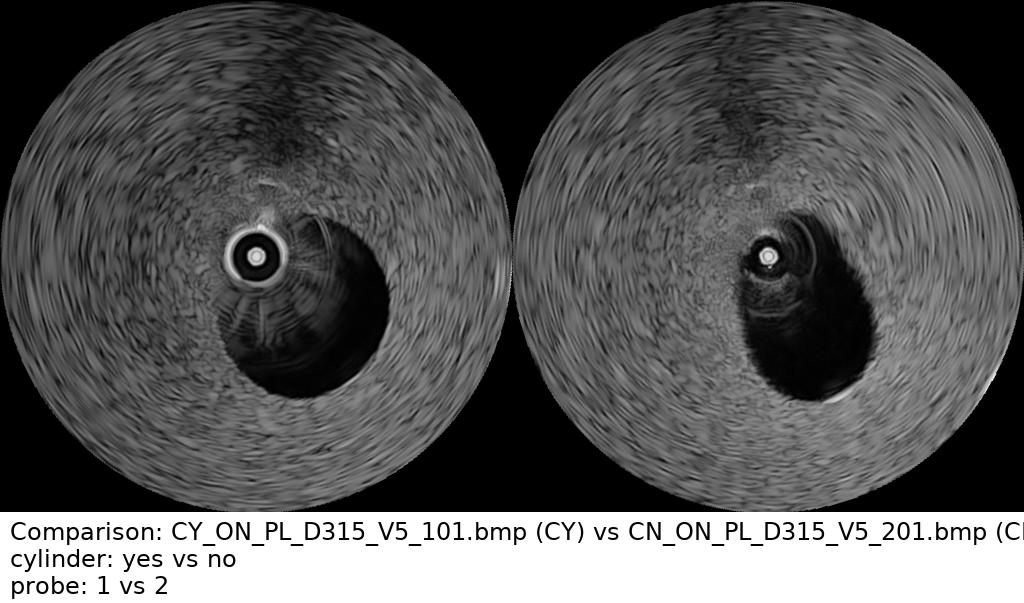 Comparison: CY_ON_PL_D315_V5_101.bmp (CY) vs CN_ON_PL_D315_V5_201.bmp
cylinder: yes vs no
probe: 1 vs 2